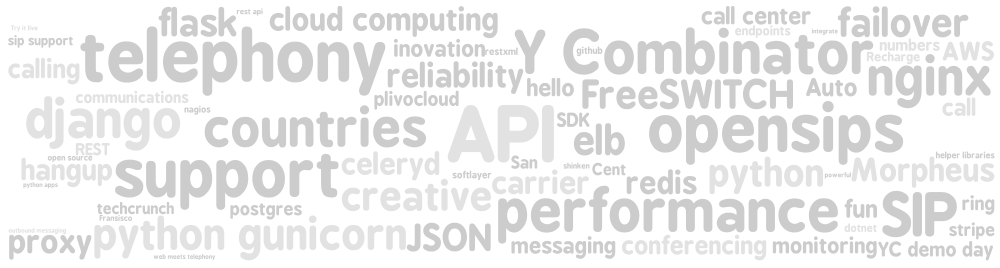 Try it live
flask
rest api
cloud computing
call center
endpoints
integrate
failover
sip support
telephony
inovation
restxml
Y Combinator
github
numbers
AWS
Recharge
calling
reliability
hello
FreeSWITCH
Auto
nginx
communications
nagios
plivocloud
call
django
countries
API
SDK
elb
opensips
REST
open source
hangup
python apps
support
celeryd
softlayer
San
shinken
Cent
carrier
redis
python
powerful
helper libraries
Morpheus
creative
techcrunch
Fransisco
postgres
performance
fun
SIP
ring
dotnet
stripe
outbound messaging
proxy
python gunicorn
web meets telephony
JSON
messaging
conferencing
monitoring
YC demo day